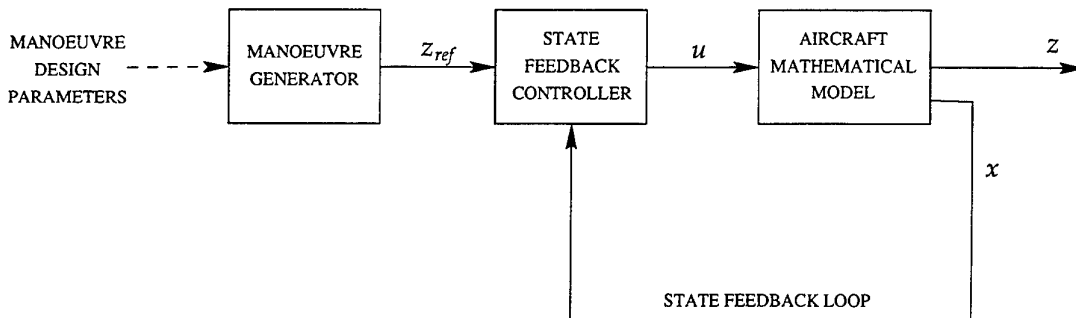 MANOEUVRE
DESIGN
PARAMETERS
MANOEUVRE
GENERATOR
z_ref
STATE
FEEDBACK
CONTROLLER
u
AIRCRAFT
MATHEMATICAL
MODEL
z
x
STATE FEEDBACK LOOP